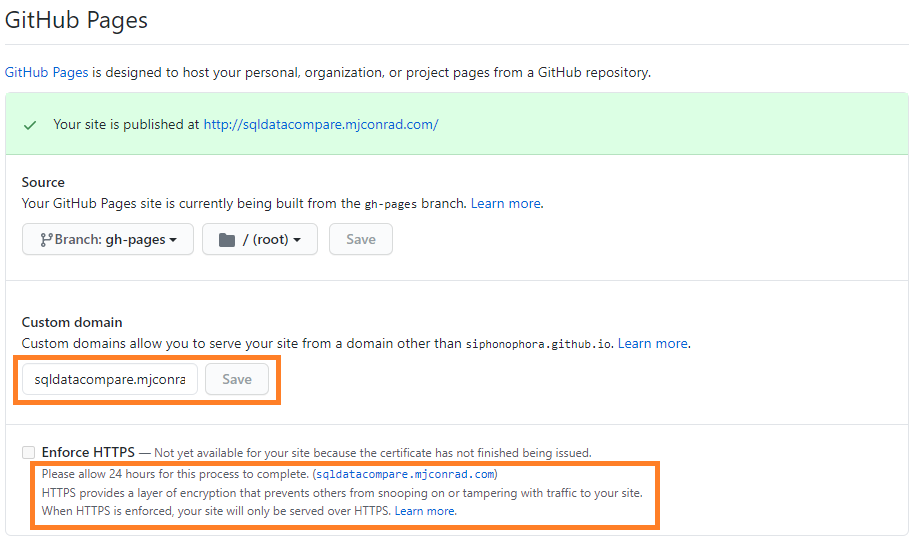 GitHub Pages
GitHub Pages is designed to host your personal, organization, or project pages from a GitHub repository.
Your site is published at http://sqldatacompare.mjconrad.com/
Source
Your GitHub Pages site is currently being built from the gh-pages branch. Learn more.
Branch: gh-pages / (root) Save
Custom domain
Custom domains allow you to serve your site from a domain other than siphonophora.github.io. Learn more.
sqldatacompare.mjconra Save
Enforce HTTPS — Not yet available for your site because the certificate has not finished being issued.
Please allow 24 hours for this process to complete. (sqldatacompare.mjconrad.com)
HTTPS provides a layer of encryption that prevents others from snooping on or tampering with traffic to your site.
When HTTPS is enforced, your site will only be served over HTTPS. Learn more.